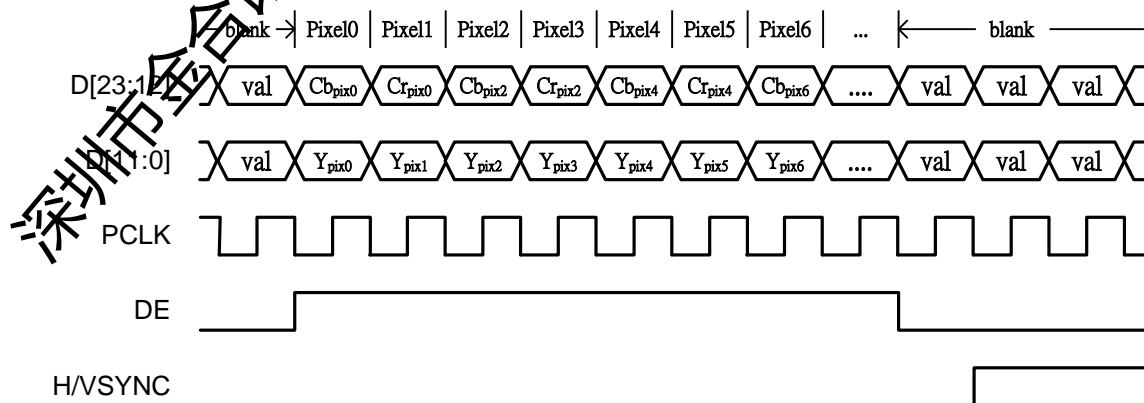 blank Pixel0 Pixel1 Pixel2 Pixel3 Pixel4 Pixel5 Pixel6 ... blank
D[23:12] val Cbpix0 Crpix0 Cbpix2 Crpix2 Cbpix4 Crpix4 Cbpix6 .... val val val
D[11:0] val Ypix0 Ypix1 Ypix2 Ypix3 Ypix4 Ypix5 Ypix6 .... val val val
PCLK
DE
H/VSYNC
深圳市金合